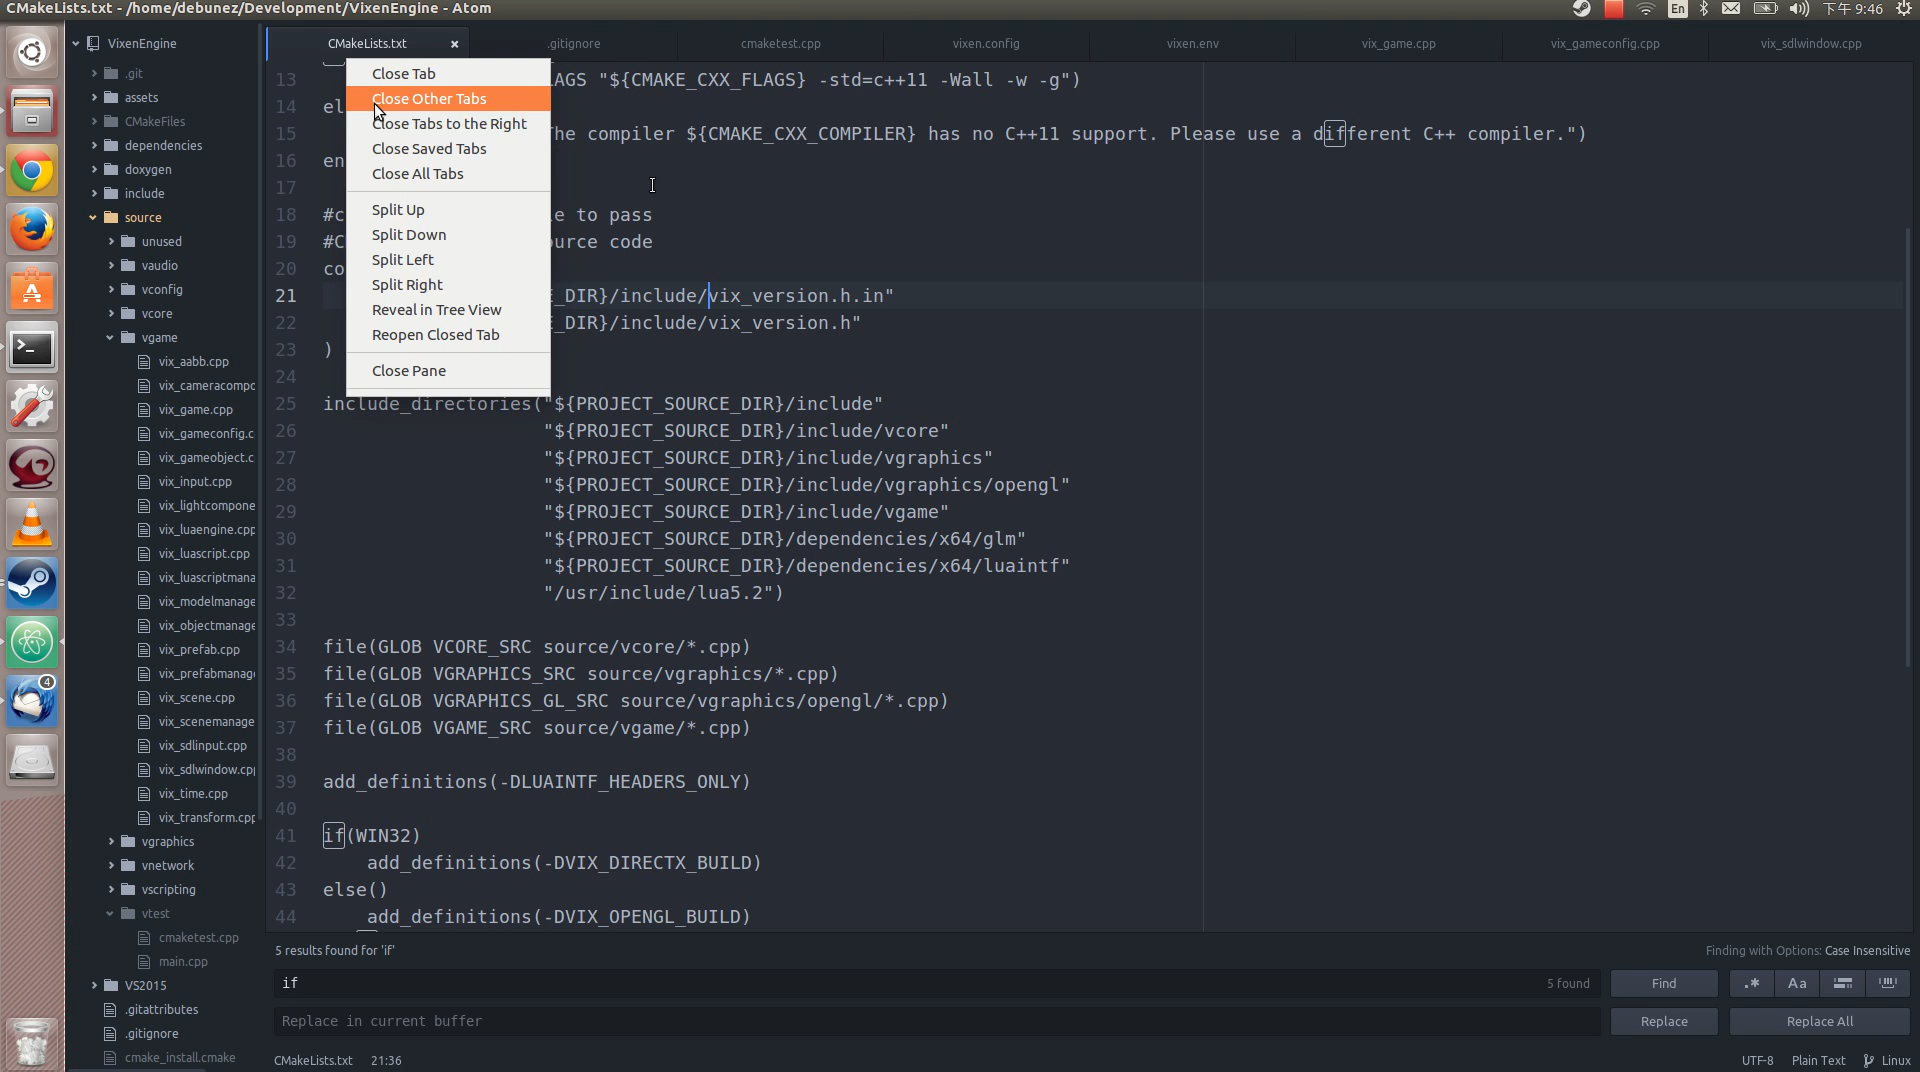 CMakeLists.txt - /home/debunez/Development/VixenEngine - Atom
En
下午 9:46
VixenEngine
.git
assets
CMakeFiles
dependencies
doxygen
include
source
unused
vaudio
vconfig
vcore
vgame
vix_aabb.cpp
vix_cameracompo
vix_game.cpp
vix_gameconfig.c
vix_gameobject.c
vix_input.cpp
vix_lightcompone
vix_luaengine.cpp
vix_luascript.cpp
vix_luascriptmana
vix_modelmanage
vix_objectmanage
vix_prefab.cpp
vix_prefabmanage
vix_scene.cpp
vix_scenemanage
vix_sdlinput.cpp
vix_sdlwindow.cpp
vix_time.cpp
vix_transform.cpp
vgraphics
vnetwork
vscripting
vtest
cmaketest.cpp
main.cpp
VS2015
.gitattributes
.gitignore
cmake_install.cmake
4
CMakeLists.txt
.gitignore
cmaketest.cpp
vixen.config
vixen.env
vix_game.cpp
vix_gameconfig.cpp
vix_sdlwindow.cpp
Close Tab
Close Other Tabs
Close Tabs to the Right
Close Saved Tabs
Close All Tabs
Split Up
Split Down
Split Left
Split Right
Reveal in Tree View
Reopen Closed Tab
Close Pane
13 AGS "${CMAKE_CXX_FLAGS} -std=c++11 -Wall -w -g")
14 el
15 The compiler ${CMAKE_CXX_COMPILER} has no C++11 support. Please use a different C++ compiler.")
16 en
17
18 #c e to pass
19 #C ource code
20 co
21 E_DIR}/include/vix_version.h.in"
22 E_DIR}/include/vix_version.h"
23 )
24
25 include_directories("${PROJECT_SOURCE_DIR}/include"
26 "${PROJECT_SOURCE_DIR}/include/vcore"
27 "${PROJECT_SOURCE_DIR}/include/vgraphics"
28 "${PROJECT_SOURCE_DIR}/include/vgraphics/opengl"
29 "${PROJECT_SOURCE_DIR}/include/vgame"
30 "${PROJECT_SOURCE_DIR}/dependencies/x64/glm"
31 "${PROJECT_SOURCE_DIR}/dependencies/x64/luaintf"
32 "/usr/include/lua5.2")
33
34 file(GLOB VCORE_SRC source/vcore/*.cpp)
35 file(GLOB VGRAPHICS_SRC source/vgraphics/*.cpp)
36 file(GLOB VGRAPHICS_GL_SRC source/vgraphics/opengl/*.cpp)
37 file(GLOB VGAME_SRC source/vgame/*.cpp)
38
39 add_definitions(-DLUAINTF_HEADERS_ONLY)
40
41 if(WIN32)
42 add_definitions(-DVIX_DIRECTX_BUILD)
43 else()
44 add_definitions(-DVIX_OPENGL_BUILD)
5 results found for 'if'
Finding with Options: Case Insensitive
if
5 found
Find
.*
Aa
Replace in current buffer
Replace
Replace All
CMakeLists.txt 21:36
UTF-8
Plain Text
Linux